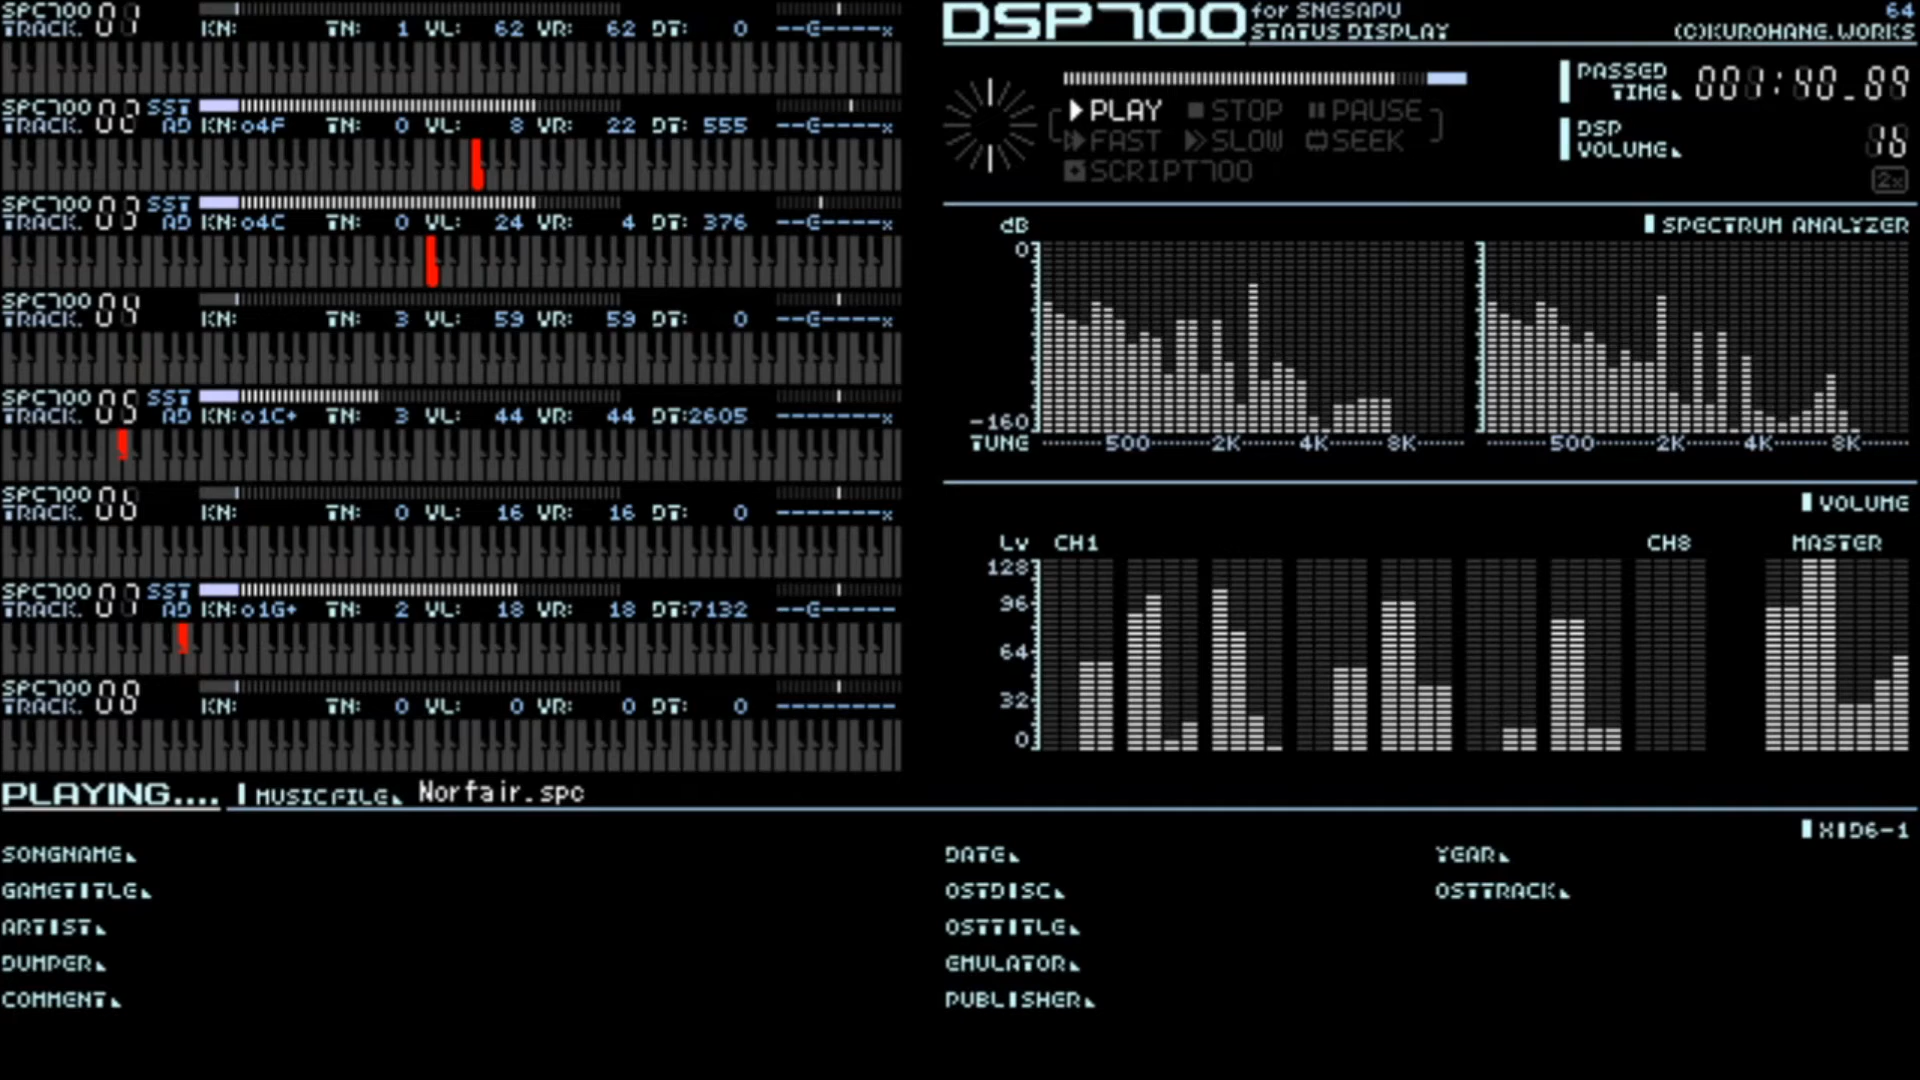 SPC700
TRACK. 01 KN: TN: 1 VL: 62 VR: 62 DT: 0 --E-----x
SPC700 SST
TRACK. 02 AD KN:o4F TN: 0 VL: 8 VR: 22 DT: 555 --E-----x
SPC700 SST
TRACK. 03 AD KN:o4C TN: 0 VL: 24 VR: 4 DT: 376 --E-----x
SPC700
TRACK. 04 KN: TN: 3 VL: 59 VR: 59 DT: 0 --E-----x
SPC700 SST
TRACK. 05 AD KN:o1C+ TN: 3 VL: 44 VR: 44 DT:2605 --------x
SPC700
TRACK. 06 KN: TN: 0 VL: 16 VR: 16 DT: 0 --------x
SPC700 SST
TRACK. 07 AD KN:o1G+ TN: 2 VL: 18 VR: 18 DT:7132 --E------
SPC700
TRACK. 08 KN: TN: 0 VL: 0 VR: 0 DT: 0 ---------
DSP700 for SNESAPU
STATUS DISPLAY
64
(C)KUROHANE.WORKS
PLAY STOP PAUSE
FAST SLOW SEEK
SCRIPT700
PASSED
TIME
DSP
VOLUME
2x
SPECTRUM ANALYZER
dB
0
-160
TUNE 500 2K 4K 8K 500 2K 4K 8K
VOLUME
Lv CH1 CH8 MASTER
128
96
64
32
0
PLAYING.... MUSICFILE Norfair.spc
XID6-1
SONGNAME DATE YEAR
GAMETITLE OSTDISC OSTTRACK
ARTIST OSTTITLE
DUMPER EMULATOR
COMMENT PUBLISHER